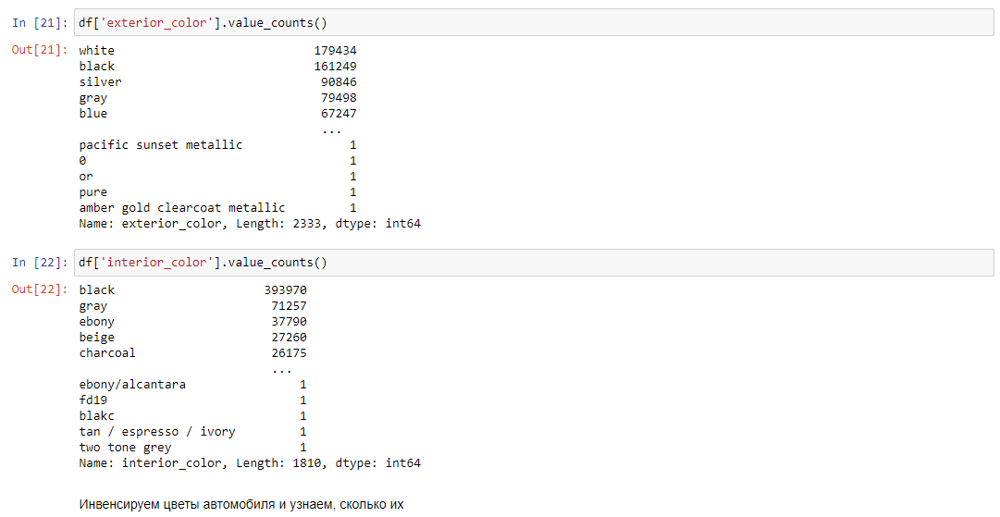 In [21]: df['exterior_color'].value_counts()
Out[21]: white 179434
black 161249
silver 90846
gray 79498
blue 67247
...
pacific sunset metallic 1
0 1
or 1
pure 1
amber gold clearcoat metallic 1
Name: exterior_color, Length: 2333, dtype: int64
In [22]: df['interior_color'].value_counts()
Out[22]: black 393970
gray 71257
ebony 37790
beige 27260
charcoal 26175
...
ebony/alcantara 1
fd19 1
blakc 1
tan / espresso / ivory 1
two tone grey 1
Name: interior_color, Length: 1810, dtype: int64
Инвенсируем цветы автомобиля и узнаем, сколько их